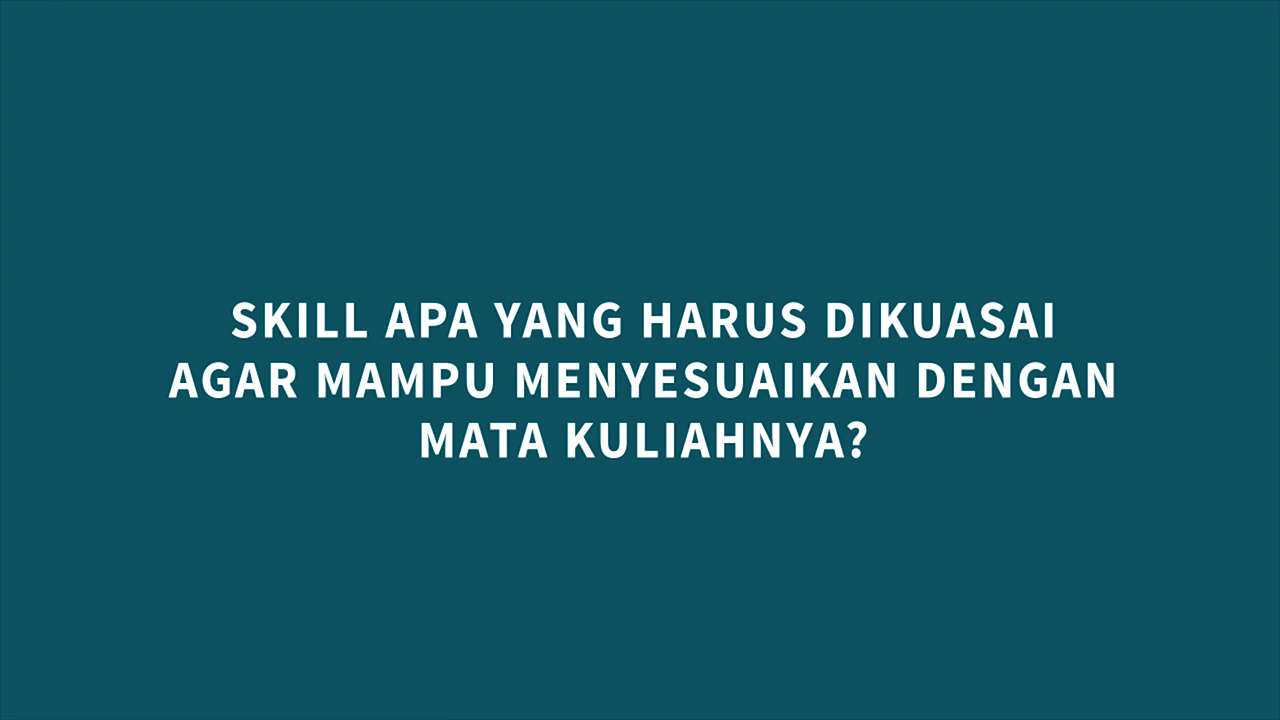 SKILL APA YANG HARUS DIKUASAI
AGAR MAMPU MENYESUAIKAN DENGAN
MATA KULIAHNYA?